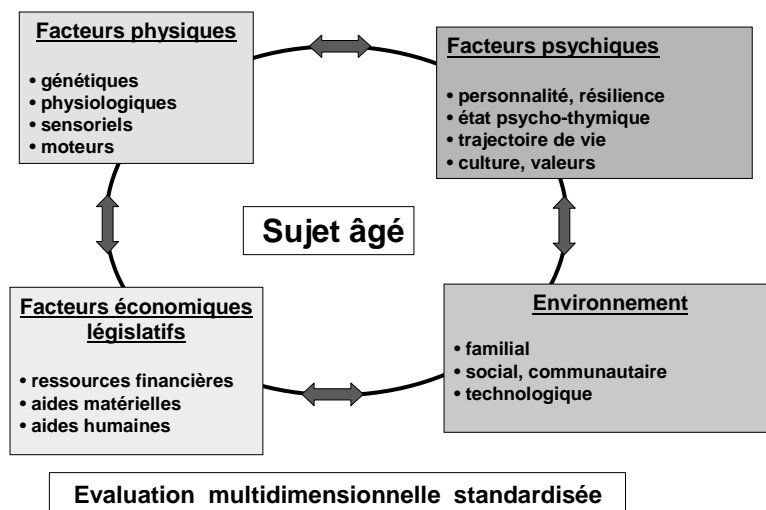 Facteurs physiques
• génétiques
• physiologiques
• sensoriels
• moteurs
Facteurs psychiques
• personnalité, résilience
• état psycho-thymique
• trajectoire de vie
• culture, valeurs
Sujet âgé
Facteurs économiques
législatifs
• ressources financières
• aides matérielles
• aides humaines
Environnement
• familial
• social, communautaire
• technologique
Evaluation multidimensionnelle standardisée